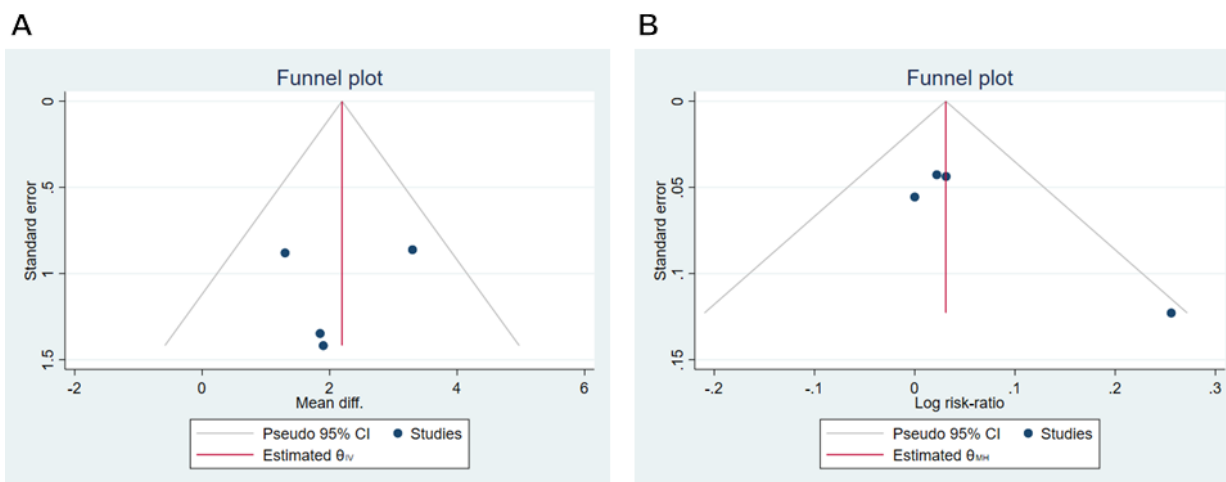 A
Funnel plot
0
.5
1
1.5
Standard error
-2
0
2
4
6
Mean diff.
Pseudo 95% CI
Studies
Estimated θIV
B
Funnel plot
0
.05
.1
.15
Standard error
-.2
-.1
0
.1
.2
.3
Log risk-ratio
Pseudo 95% CI
Studies
Estimated θMH